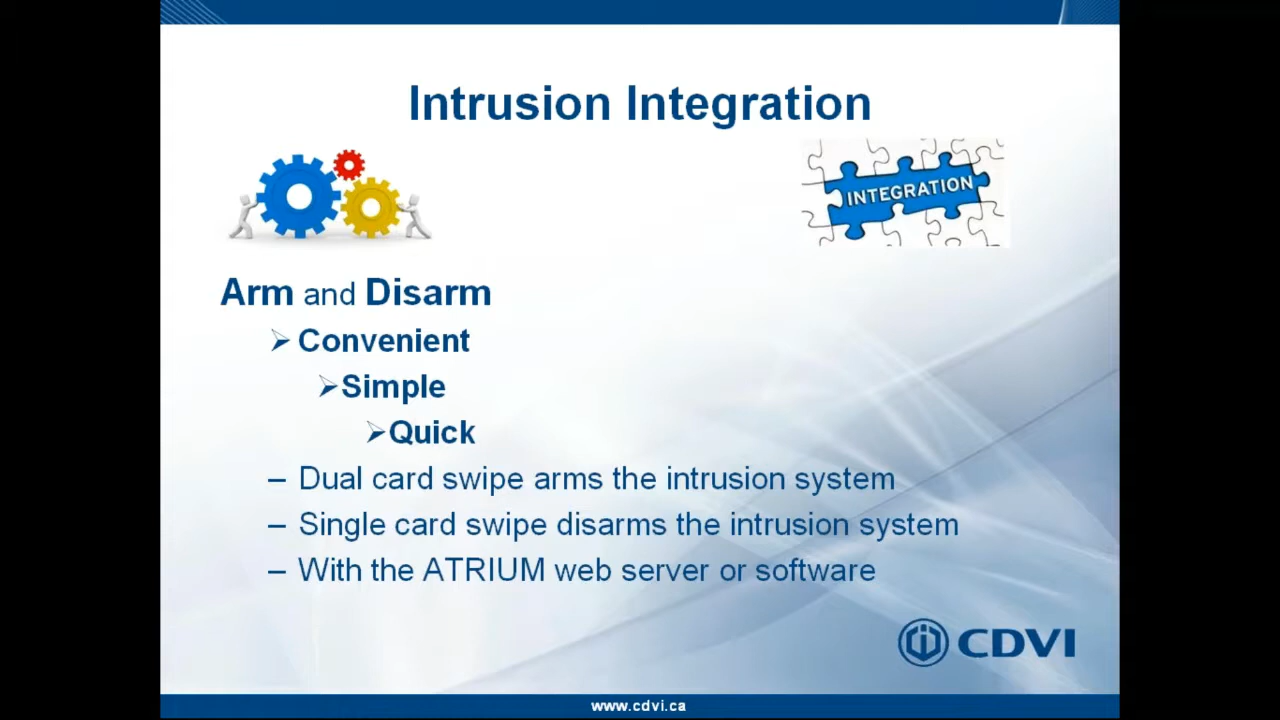 Intrusion Integration
INTEGRATION
Arm and Disarm
➢ Convenient
➢ Simple
➢ Quick
– Dual card swipe arms the intrusion system
– Single card swipe disarms the intrusion system
– With the ATRIUM web server or software
CDVI
www.cdvi.ca